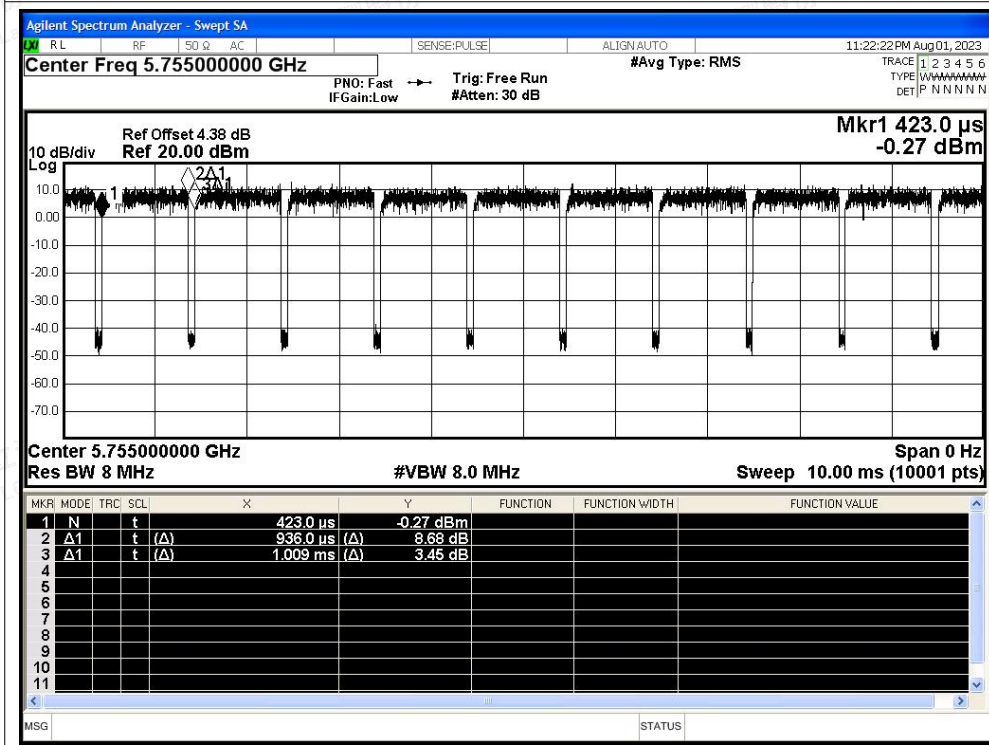 Agilent Spectrum Analyzer - Swept SA
LXI RL RF 50 Ω AC SENSE:PULSE ALIGN AUTO 11:22:22 PM Aug 01, 2023
Center Freq 5.755000000 GHz #Avg Type: RMS TRACE 1 2 3 4 5 6
PNO: Fast Trig: Free Run TYPE
IFGain:Low #Atten: 30 dB DET P N N N N N
Mkr1 423.0 µs
Ref Offset 4.38 dB
10 dB/div Ref 20.00 dBm -0.27 dBm
Log
2Δ1
10.0 1 3Δ1
0.00
-10.0
-20.0
-30.0
-40.0
-50.0
-60.0
-70.0
Center 5.755000000 GHz Span 0 Hz
Res BW 8 MHz #VBW 8.0 MHz Sweep 10.00 ms (10001 pts)
MKR MODE TRC SCL X Y FUNCTION FUNCTION WIDTH FUNCTION VALUE
1 N t 423.0 µs -0.27 dBm
2 Δ1 t (Δ) 936.0 µs (Δ) 8.68 dB
3 Δ1 t (Δ) 1.009 ms (Δ) 3.45 dB
4
5
6
7
8
9
10
11
MSG STATUS